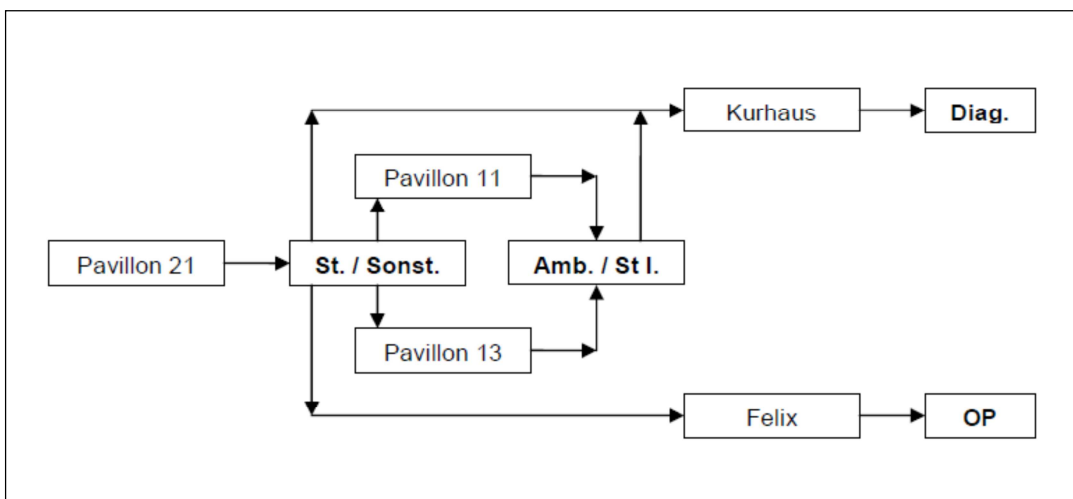 Kurhaus
Diag.
Pavillon 11
Pavillon 21
St. / Sonst.
Amb. / St I.
Pavillon 13
Felix
OP